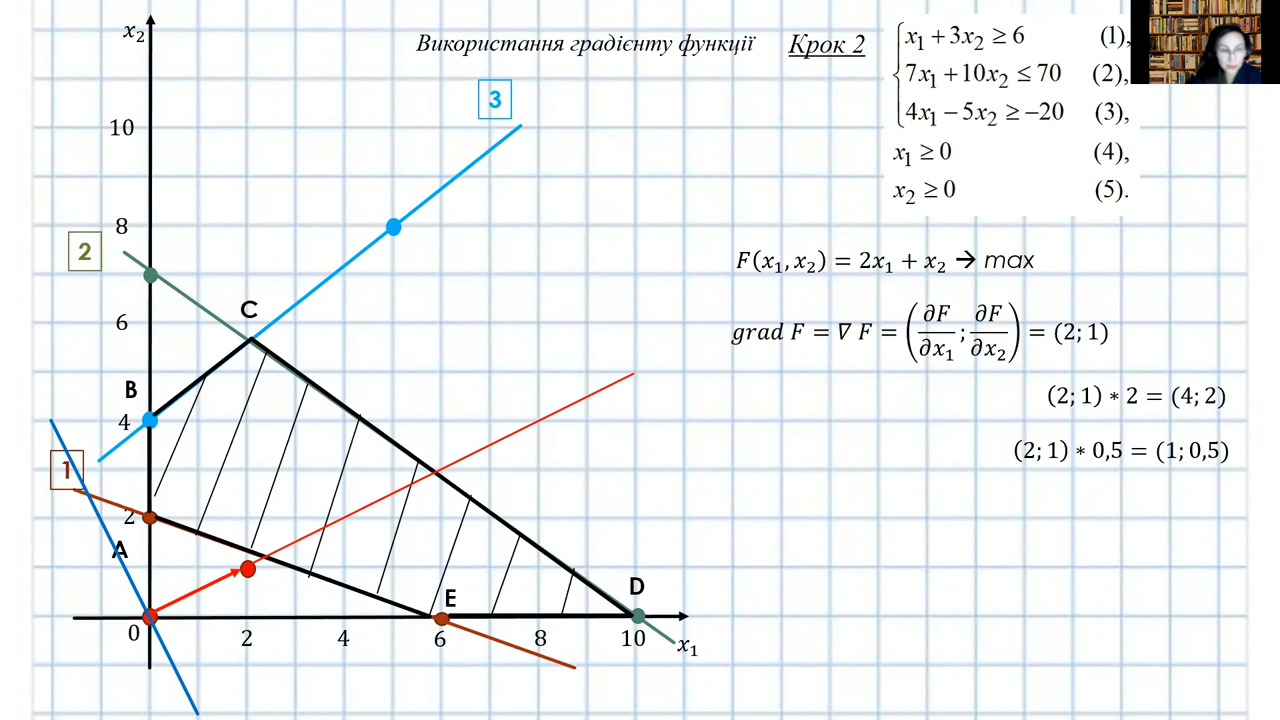 Використання градієнту функції Крок 2
x₁ + 3x₂ ≥ 6 (1),
7x₁ + 10x₂ ≤ 70 (2),
4x₁ − 5x₂ ≥ −20 (3),
x₁ ≥ 0 (4),
x₂ ≥ 0 (5).
F(x₁, x₂) = 2x₁ + x₂ → max
grad F = ∇ F = (∂F/∂x₁ ; ∂F/∂x₂) = (2; 1)
(2; 1) * 2 = (4; 2)
(2; 1) * 0,5 = (1; 0,5)
x₂
10
3
8
2
C
6
B
4
1
2
A
E
D
0 2 4 6 8 10 x₁